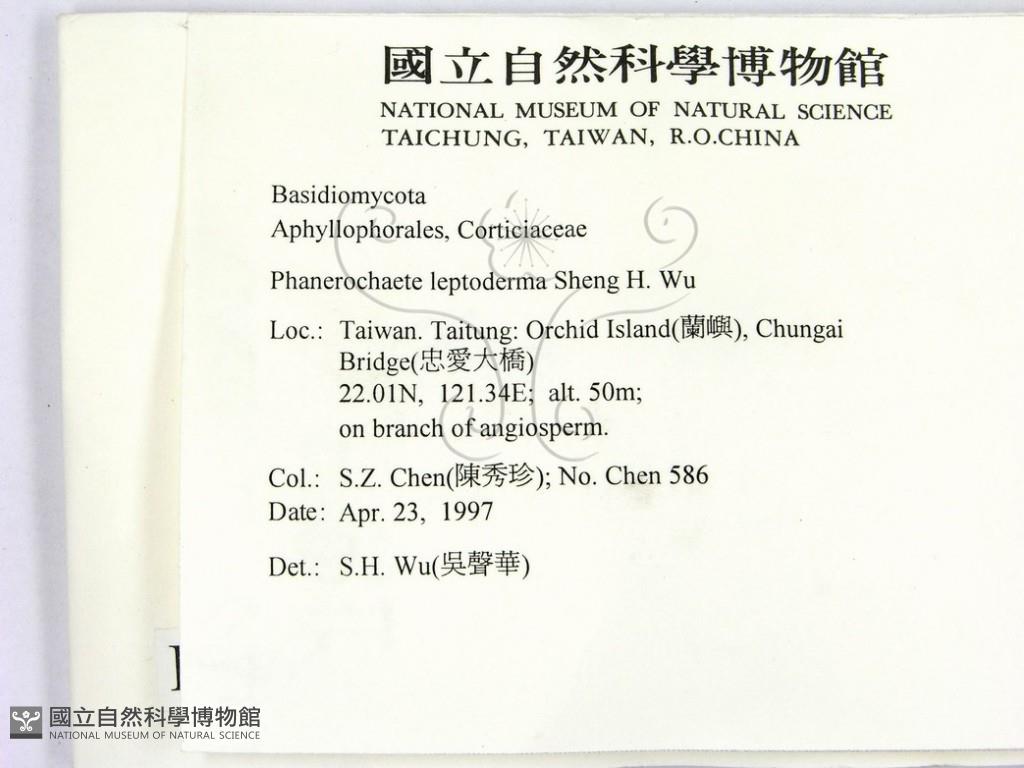 國立自然科學博物館
NATIONAL MUSEUM OF NATURAL SCIENCE
TAICHUNG, TAIWAN, R.O.CHINA
Basidiomycota
Aphyllophorales, Corticiaceae
Phanerochaete leptoderma Sheng H. Wu
Loc.: Taiwan. Taitung: Orchid Island(蘭嶼), Chungai
Bridge(忠愛大橋)
22.01N, 121.34E; alt. 50m;
on branch of angiosperm.
Col.: S.Z. Chen(陳秀珍); No. Chen 586
Date: Apr. 23, 1997
Det.: S.H. Wu(吳聲華)
國立自然科學博物館
NATIONAL MUSEUM OF NATURAL SCIENCE